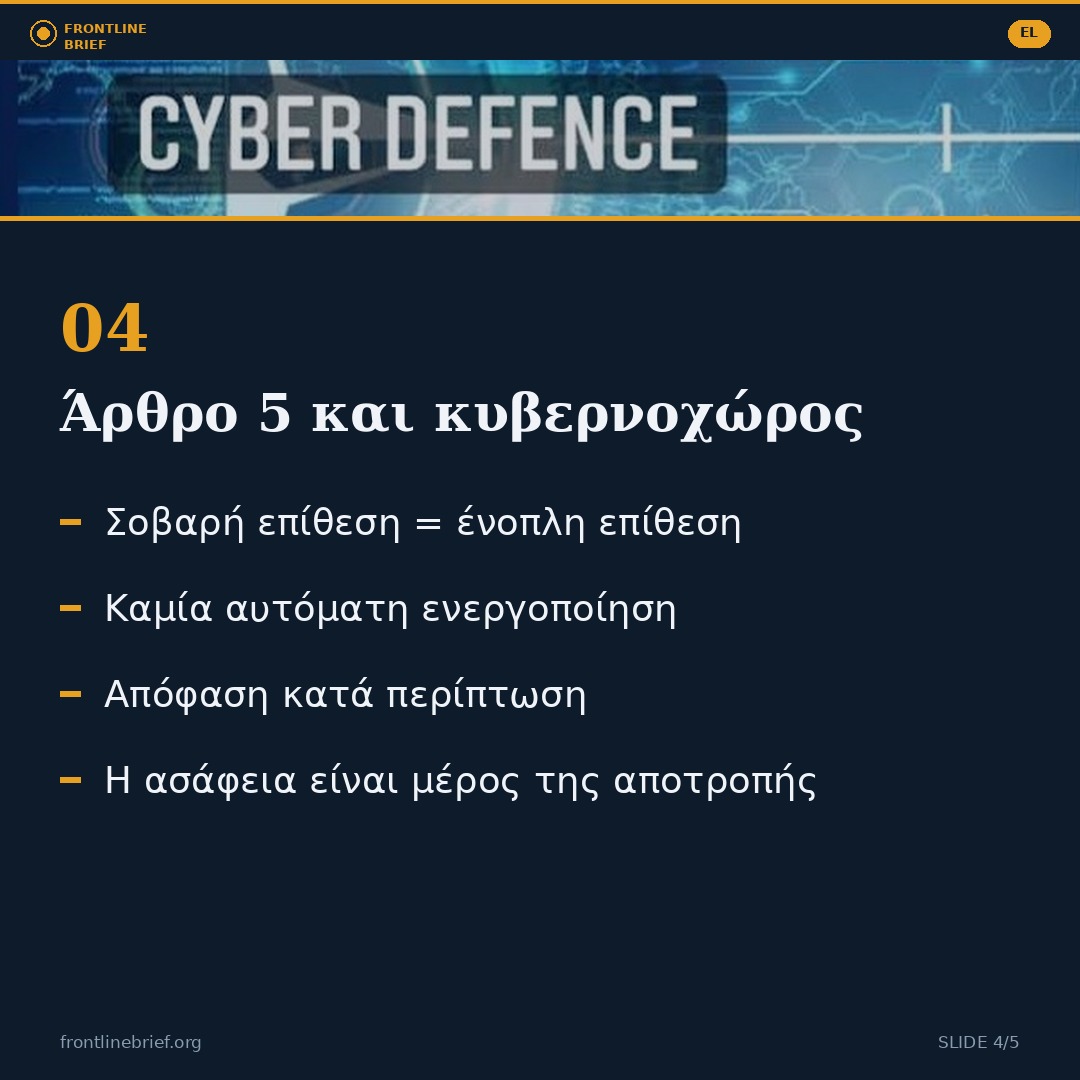 FRONTLINE
BRIEF
EL
CYBER DEFENCE
04
Άρθρο 5 και κυβερνοχώρος
– Σοβαρή επίθεση = ένοπλη επίθεση
– Καμία αυτόματη ενεργοποίηση
– Απόφαση κατά περίπτωση
– Η ασάφεια είναι μέρος της αποτροπής
frontlinebrief.org
SLIDE 4/5